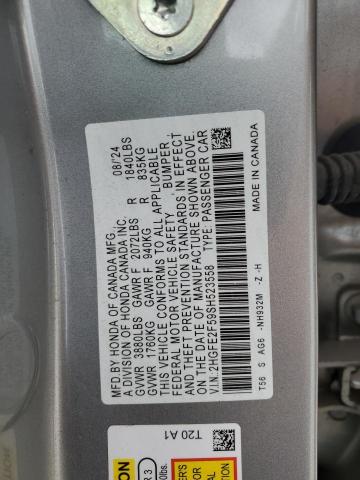 MFD.BY HONDA OF CANADA MFG. 08/24
A DIVISION OF HONDA CANADA INC.
GVWR 3880LBS GAWR F 2072LBS R 1840LBS
GVWR 1760KG GAWR F 940KG R 835KG
THIS VEHICLE CONFORMS TO ALL APPLICABLE
FEDERAL MOTOR VEHICLE SAFETY, BUMPER,
AND THEFT PREVENTION STANDARDS IN EFFECT
ON THE DATE OF MANUFACTURE SHOWN ABOVE.
V.I.N.:2HGFE2F59SH523558 TYPE: PASSENGER CAR
T56 S AG6 -NH932M -Z -H MADE IN CANADA
T20 A1